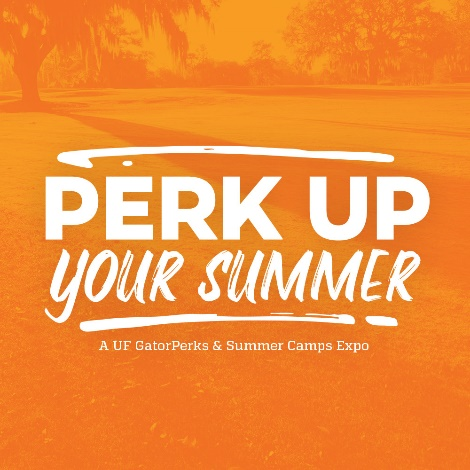 PERK UP
YOUR SUMMER
A UF GatorPerks & Summer Camps Expo